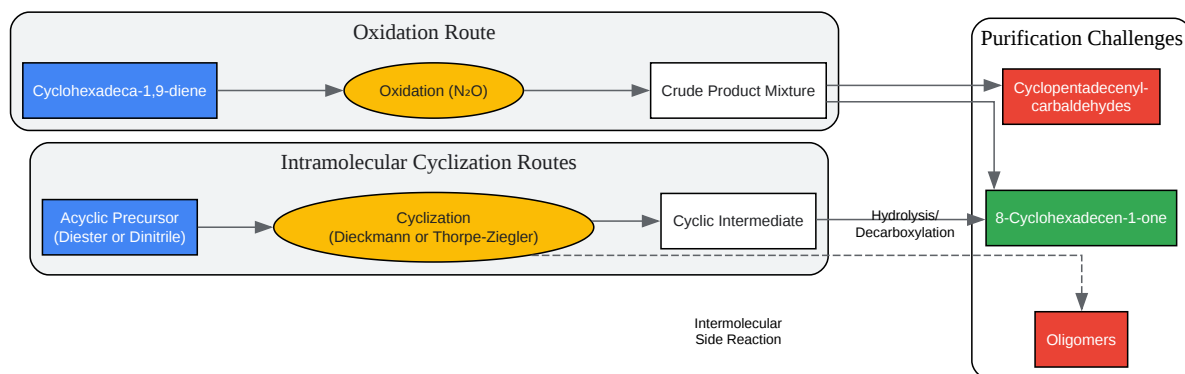 Oxidation Route
Cyclohexadeca-1,9-diene
Oxidation (N₂O)
Crude Product Mixture
Purification Challenges
Cyclopentadecenyl-
carbaldehydes
Intramolecular Cyclization Routes
Acyclic Precursor
(Diester or Dinitrile)
Cyclization
(Dieckmann or Thorpe-Ziegler)
Cyclic Intermediate
Hydrolysis/
Decarboxylation
8-Cyclohexadecen-1-one
Intermolecular
Side Reaction
Oligomers